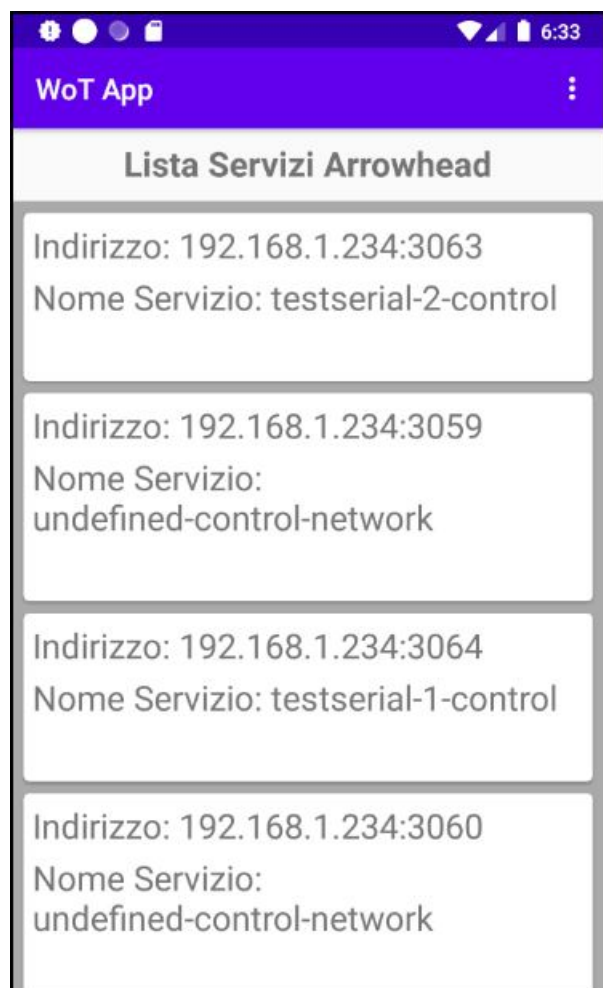 6:33
WoT App
Lista Servizi Arrowhead
Indirizzo: 192.168.1.234:3063
Nome Servizio: testserial-2-control
Indirizzo: 192.168.1.234:3059
Nome Servizio:
undefined-control-network
Indirizzo: 192.168.1.234:3064
Nome Servizio: testserial-1-control
Indirizzo: 192.168.1.234:3060
Nome Servizio:
undefined-control-network